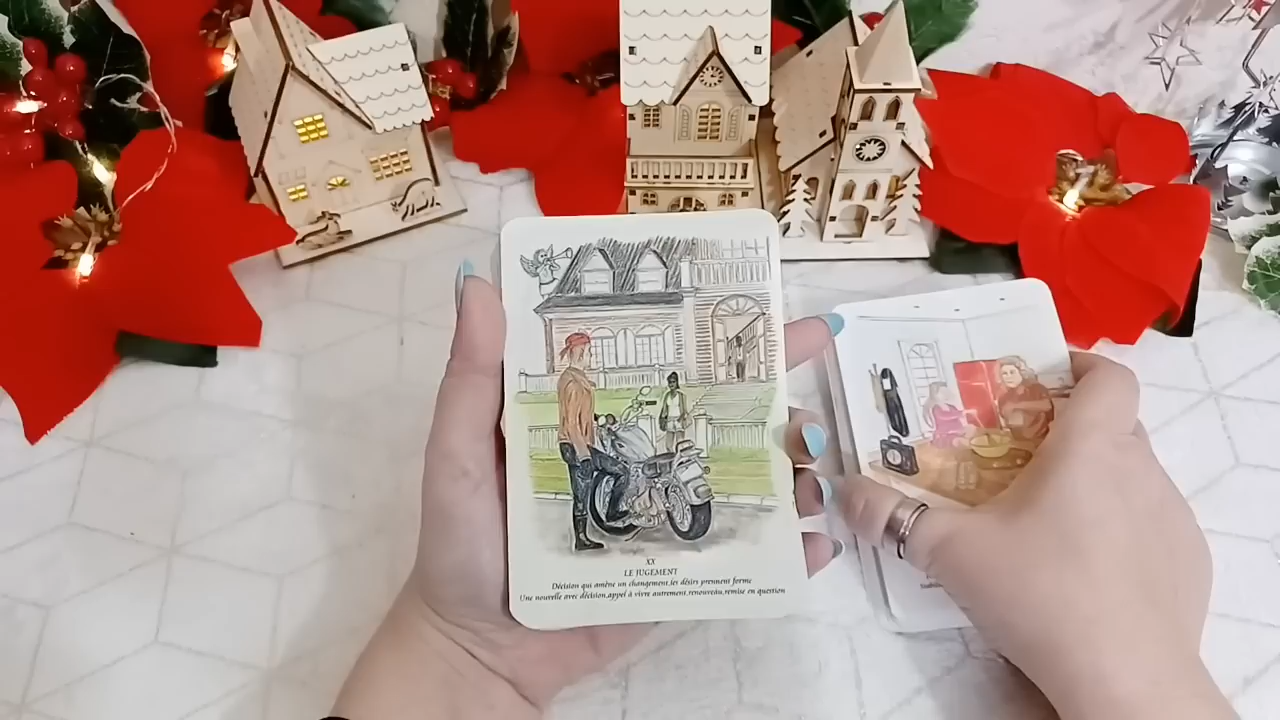 XX
LE JUGEMENT
Décision qui amène un changement,les désirs prennent forme
Une nouvelle avec décision,appel à vivre autrement,renouveau,remise en question